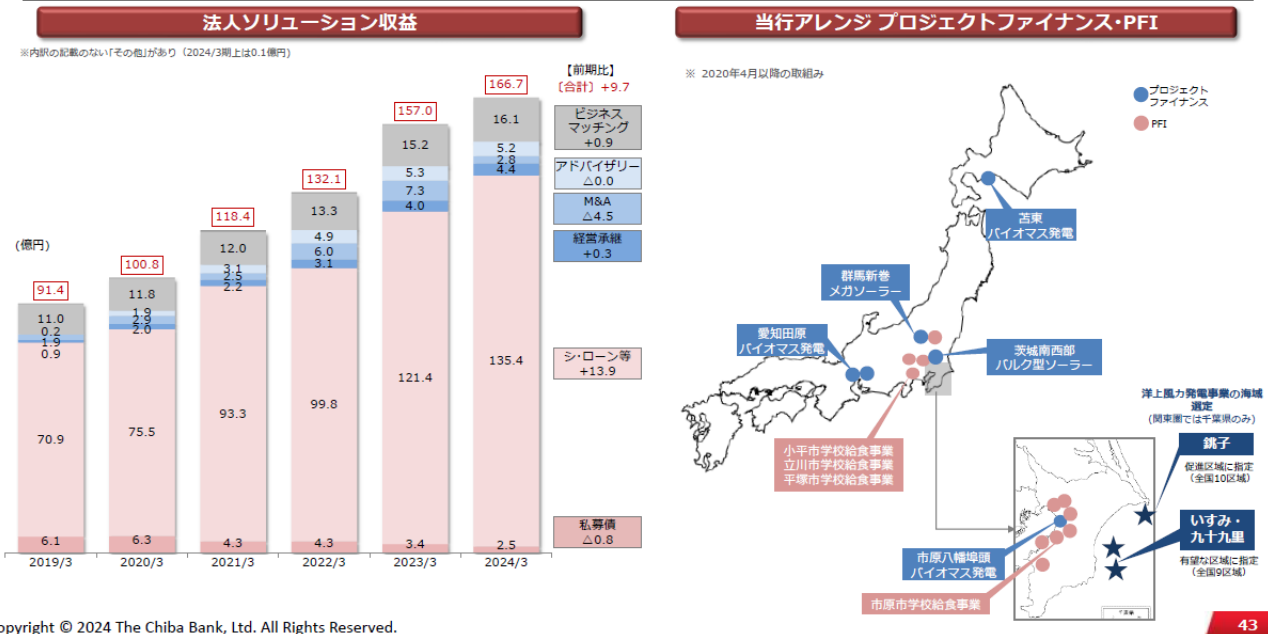 法人ソリューション収益
※内訳の記載のない「その他」があり（2024/3期上は0.1億円）
【前期比】
〔合計〕+9.7
(億円)
91.4
100.8
118.4
132.1
157.0
166.7
11.0
0.2
1.9
0.9
70.9
6.1
2019/3
11.8
1.9
2.9
2.0
75.5
6.3
2020/3
12.0
3.1
2.5
2.2
93.3
4.3
2021/3
13.3
4.9
6.0
3.1
99.8
4.3
2022/3
15.2
5.3
7.3
4.0
121.4
3.4
2023/3
16.1
5.2
2.8
4.4
135.4
2.5
2024/3
ビジネス
マッチング
+0.9
アドバイザリー
△0.0
M&A
△4.5
経営承継
+0.3
シ・ローン等
+13.9
私募債
△0.8
当行アレンジ プロジェクトファイナンス・PFI
※ 2020年4月以降の取組み
プロジェクト
ファイナンス
PFI
苫東
バイオマス発電
群馬新巻
メガソーラー
愛知田原
バイオマス発電
茨城南西部
バルク型ソーラー
小平市学校給食事業
立川市学校給食事業
平塚市学校給食事業
洋上風力発電事業の海域
選定
(関東圏では千葉県のみ)
銚子
促進区域に指定
（全国10区域）
いすみ・
九十九里
有望な区域に指定
（全国9区域）
市原八幡埠頭
バイオマス発電
市原市学校給食事業
千葉県
opyright © 2024 The Chiba Bank, Ltd. All Rights Reserved.
43